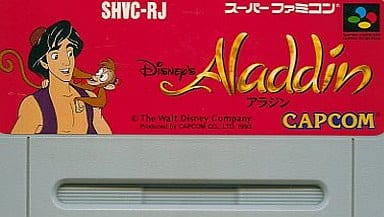 SHVC-RJ
スーパーファミコン
DISNEY'S
Aladdin
アラジン
© The Walt Disney Company
Produced by CAPCOM CO., LTD. 1993
CAPCOM